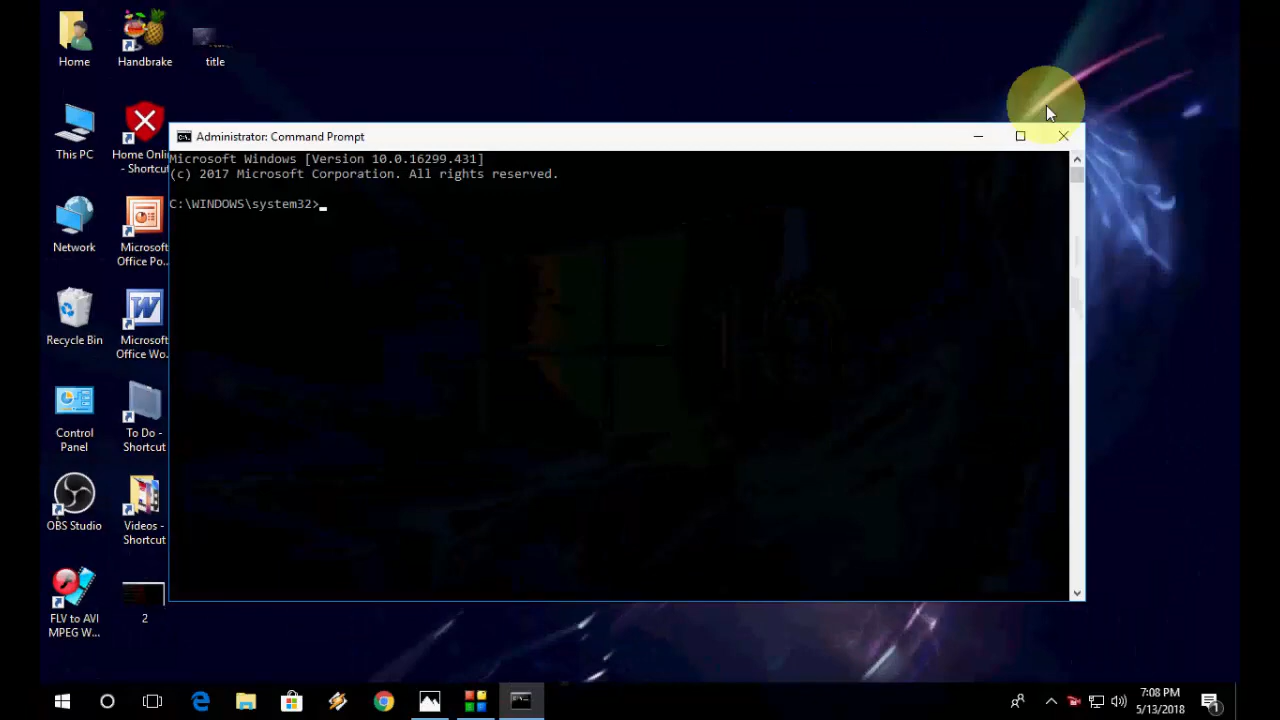 Home
Handbrake
title
This PC
Home Onli
- Shortcut
Network
Microsoft
Office Po...
Recycle Bin
Microsoft
Office Wo...
Control
Panel
To Do -
Shortcut
OBS Studio
Videos -
Shortcut
FLV to AVI
MPEG W...
2
Administrator: Command Prompt
Microsoft Windows [Version 10.0.16299.431]
(c) 2017 Microsoft Corporation. All rights reserved.
C:\WINDOWS\system32>
7:08 PM
5/13/2018
1